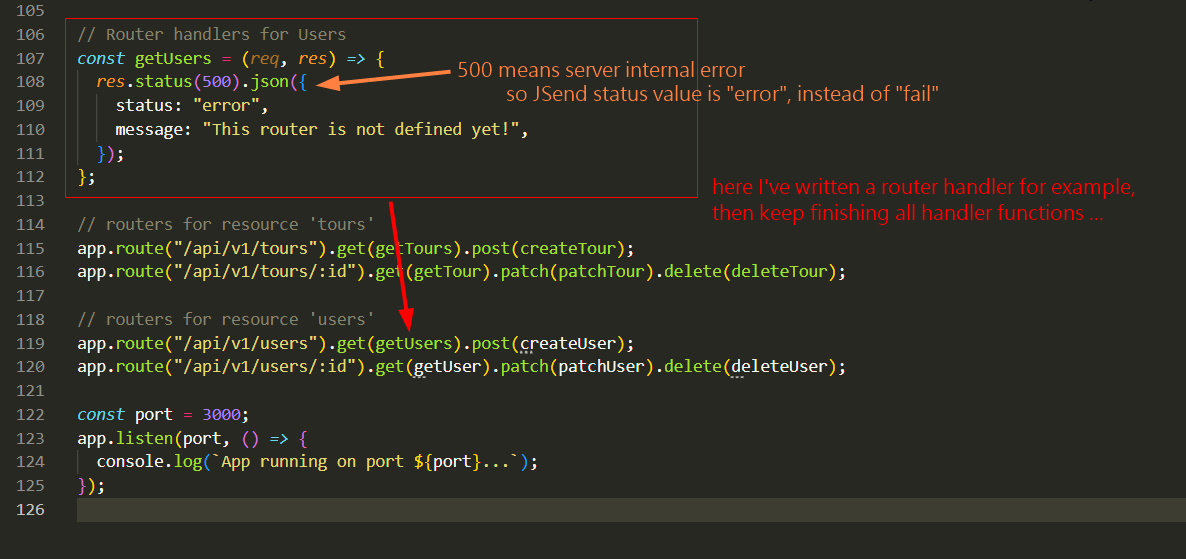 105
106 // Router handlers for Users
107 const getUsers = (req, res) => {
108 res.status(500).json({
500 means server internal error
109 status: "error",
so JSend status value is "error", instead of "fail"
110 message: "This router is not defined yet!",
111 });
112 };
here I've written a router handler for example,
113
then keep finishing all handler functions ...
114 // routers for resource 'tours'
115 app.route("/api/v1/tours").get(getTours).post(createTour);
116 app.route("/api/v1/tours/:id").get(getTour).patch(patchTour).delete(deleteTour);
117
118 // routers for resource 'users'
119 app.route("/api/v1/users").get(getUsers).post(createUser);
120 app.route("/api/v1/users/:id").get(getUser).patch(patchUser).delete(deleteUser);
121
122 const port = 3000;
123 app.listen(port, () => {
124 console.log(`App running on port ${port}...`);
125 });
126